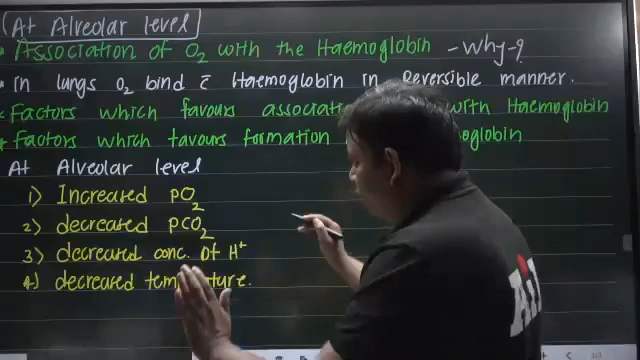 (At Alveolar level)
* Association of O2 with the Haemoglobin - Why-?
* in lungs O2 bind c̄ Haemoglobin in Reversible manner.
* factors which favours associati with Haemoglobin
* factors which favours formation oglobin
At Alveolar level
1) Increased pO2
2) decreased pCO2
3) decreased conc. of H+
4) decreased tem ture.